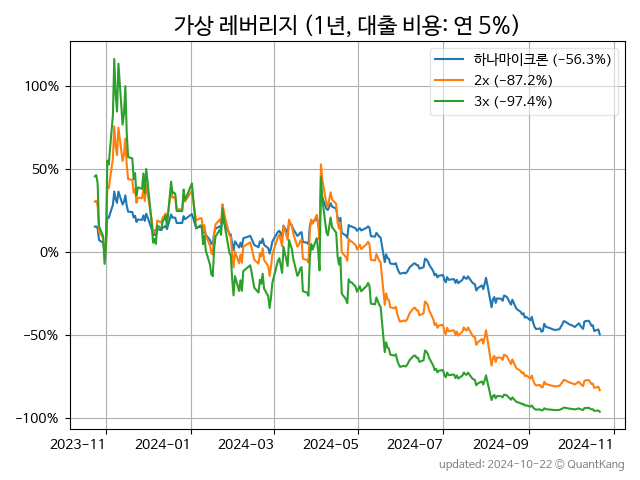 가상 레버리지 (1년, 대출 비용: 연 5%)
하나마이크론 (−56.3%)
2x (−87.2%)
3x (−97.4%)
100%
50%
0%
−50%
−100%
2023-11 2024-01 2024-03 2024-05 2024-07 2024-09 2024-11
updated: 2024-10-22 © QuantKang